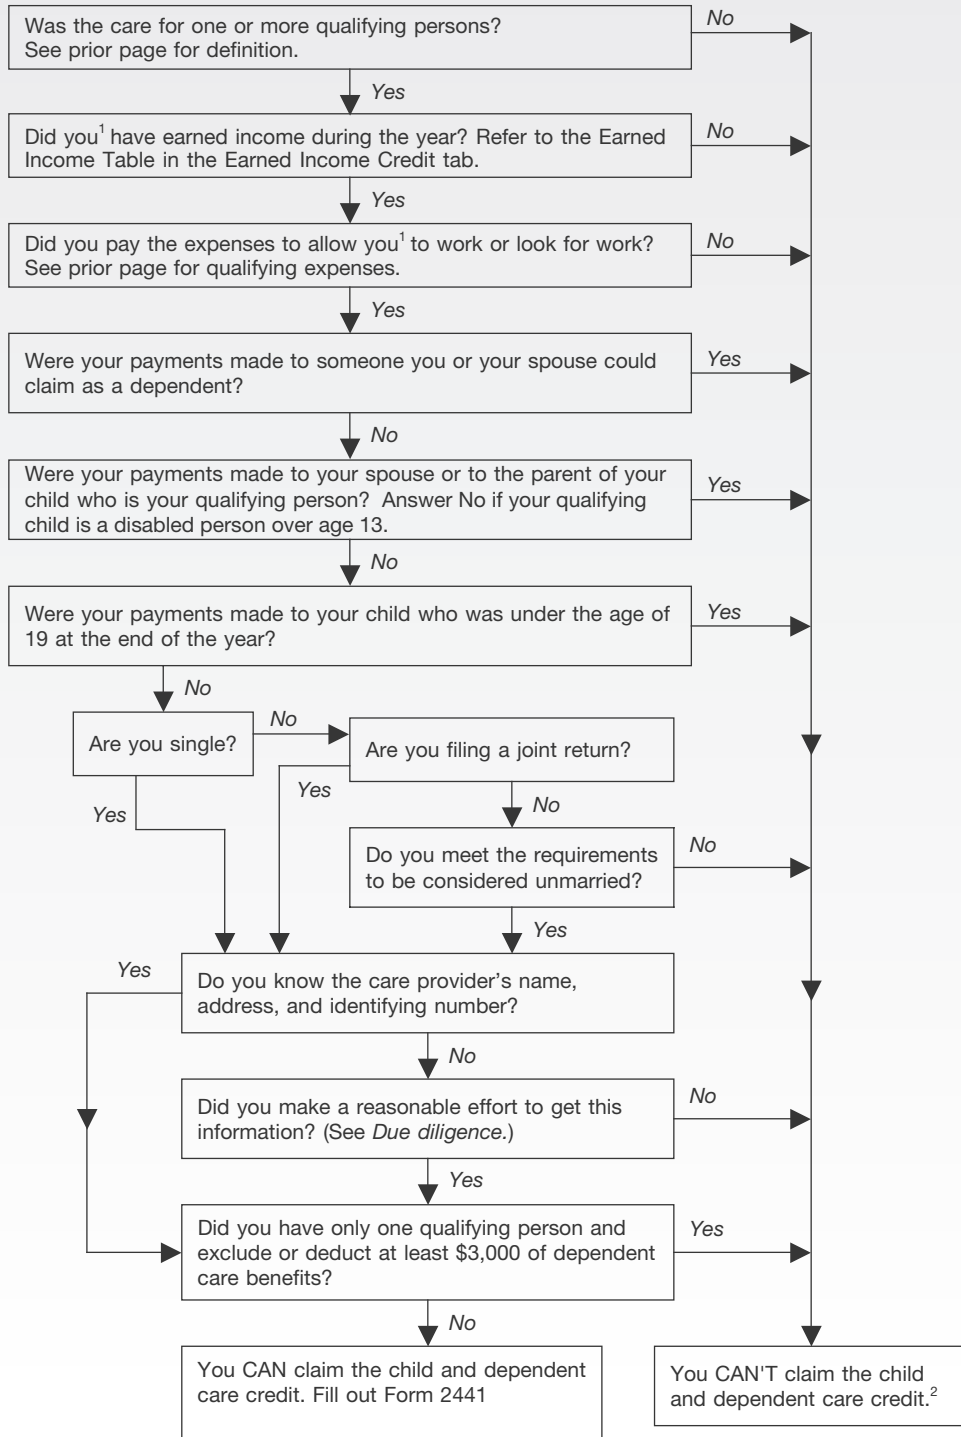 Was the care for one or more qualifying persons?
See prior page for definition.
No
Yes
Did you1 have earned income during the year? Refer to the Earned
Income Table in the Earned Income Credit tab.
No
Yes
Did you pay the expenses to allow you1 to work or look for work?
See prior page for qualifying expenses.
No
Yes
Were your payments made to someone you or your spouse could
claim as a dependent?
Yes
No
Were your payments made to your spouse or to the parent of your
child who is your qualifying person? Answer No if your qualifying
child is a disabled person over age 13.
Yes
No
Were your payments made to your child who was under the age of
19 at the end of the year?
Yes
No
Are you single?
No
Are you filing a joint return?
Yes
Yes
No
Do you meet the requirements
to be considered unmarried?
No
Yes
Yes
Do you know the care provider's name,
address, and identifying number?
No
Did you make a reasonable effort to get this
information? (See Due diligence.)
No
Yes
Did you have only one qualifying person and
exclude or deduct at least $3,000 of dependent
care benefits?
Yes
No
You CAN claim the child and dependent
care credit. Fill out Form 2441
You CAN'T claim the child
and dependent care credit.2